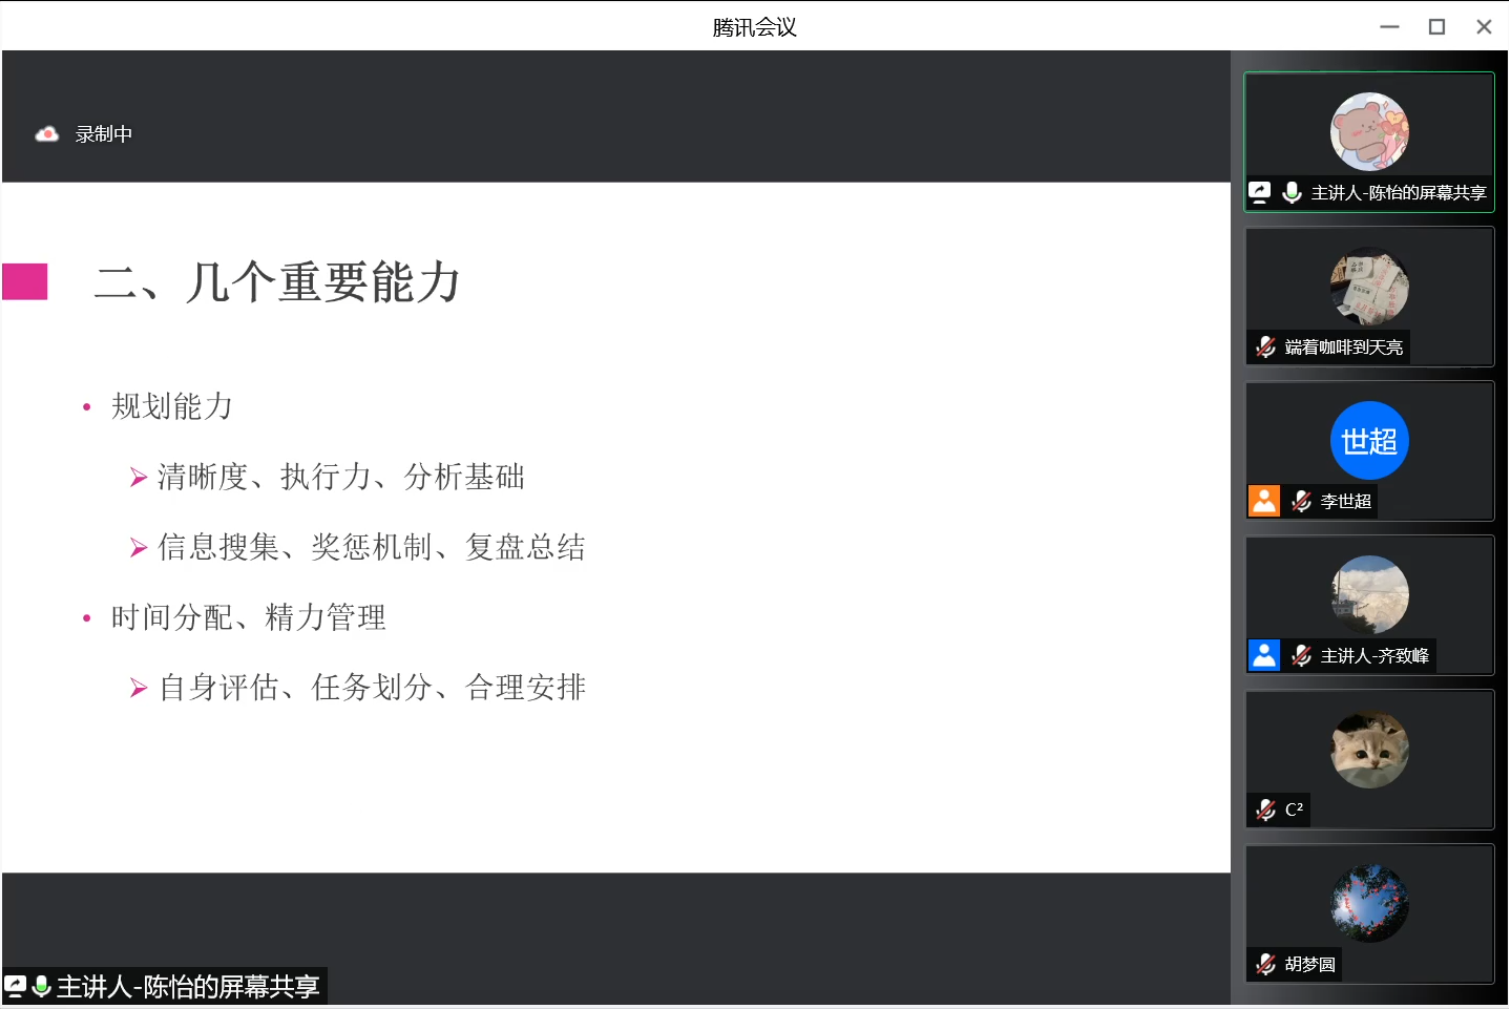 腾讯会议
录制中
二、几个重要能力
• 规划能力
➢ 清晰度、执行力、分析基础
➢ 信息搜集、奖惩机制、复盘总结
• 时间分配、精力管理
➢ 自身评估、任务划分、合理安排
主讲人-陈怡的屏幕共享
主讲人-陈怡的屏幕共享
端着咖啡到天亮
世超
李世超
主讲人-齐致峰
C²
胡梦圆